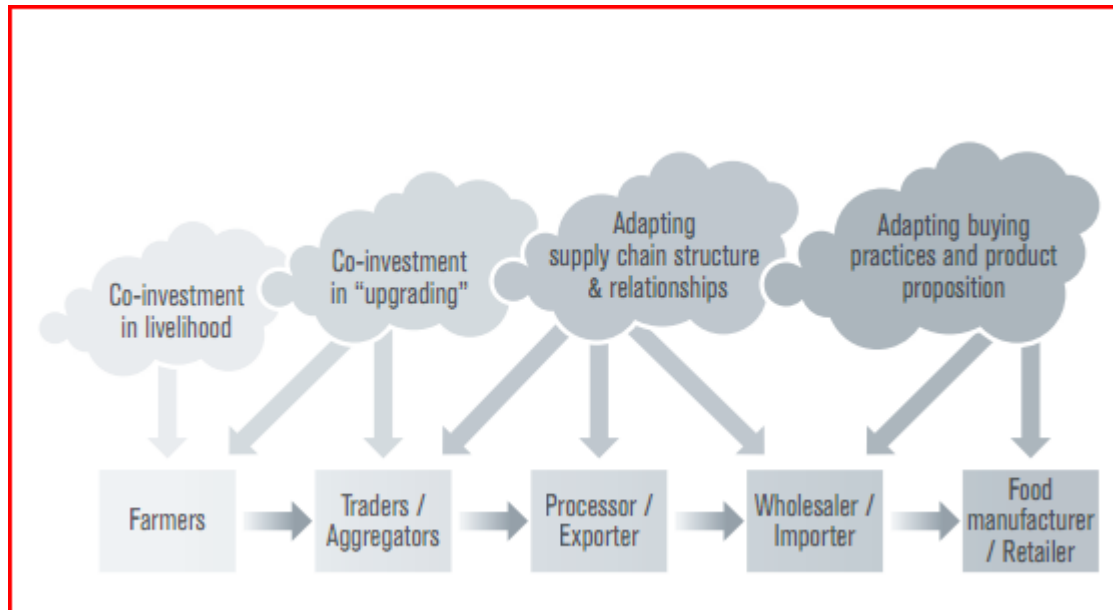 Co-investment
in livelihood
Co-investment
in “upgrading”
Adapting
supply chain structure
& relationships
Adapting buying
practices and product
proposition
Farmers
Traders /
Aggregators
Processor /
Exporter
Wholesaler /
Importer
Food
manufacturer
/ Retailer